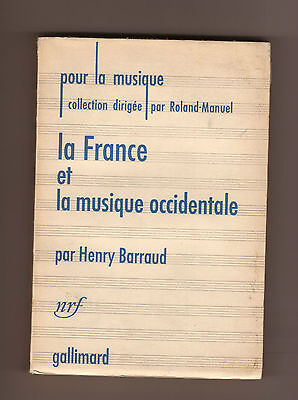 pour la musique
collection dirigée par Roland-Manuel
la France
et
la musique occidentale
par Henry Barraud
nrf
gallimard